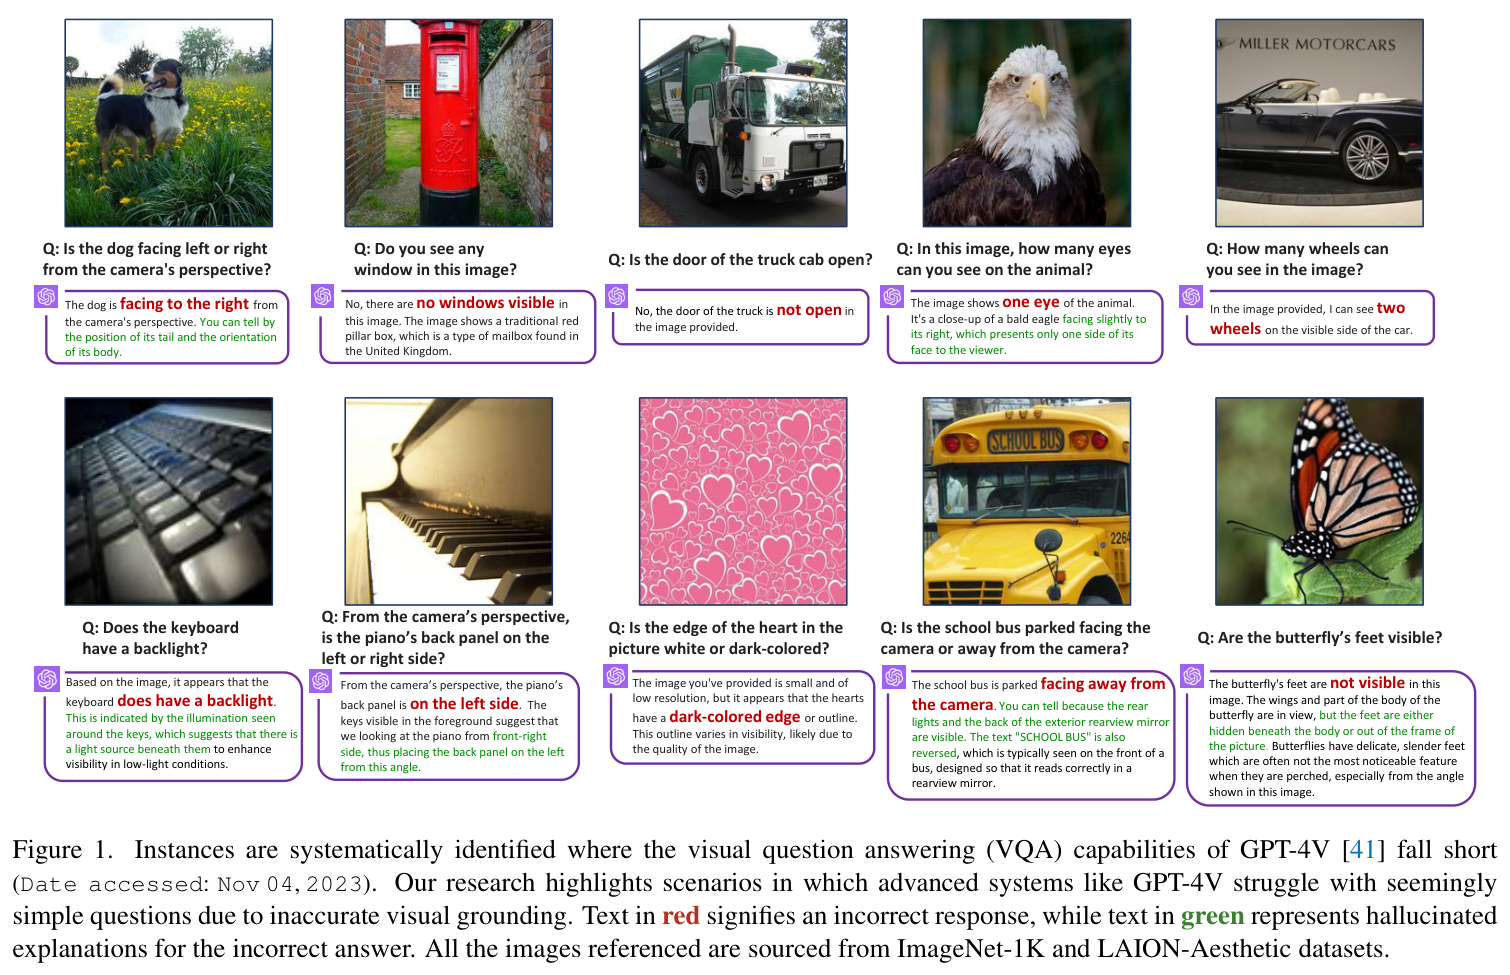 MILLER MOTORCARS
Q: Is the dog facing left or right
from the camera's perspective?
The dog is facing to the right from
the camera's perspective. You can tell by
the position of its tail and the orientation
of its body.
Q: Do you see any
window in this image?
No, there are no windows visible in
this image. The image shows a traditional red
pillar box, which is a type of mailbox found in
the United Kingdom.
Q: Is the door of the truck cab open?
No, the door of the truck is not open in
the image provided.
Q: In this image, how many eyes
can you see on the animal?
The image shows one eye of the animal.
It's a close-up of a bald eagle facing slightly to
its right, which presents only one side of its
face to the viewer.
Q: How many wheels can
you see in the image?
In the image provided, I can see two
wheels on the visible side of the car.
SCHOOL BUS
2264
Q: Does the keyboard
have a backlight?
Based on the image, it appears that the
keyboard does have a backlight.
This is indicated by the illumination seen
around the keys, which suggests that there is
a light source beneath them to enhance
visibility in low-light conditions.
Q: From the camera's perspective,
is the piano's back panel on the
left or right side?
From the camera's perspective, the piano's
back panel is on the left side. The
keys visible in the foreground suggest that
we looking at the piano from front-right
side, thus placing the back panel on the left
from this angle.
Q: Is the edge of the heart in the
picture white or dark-colored?
The image you've provided is small and of
low resolution, but it appears that the hearts
have a dark-colored edge or outline.
This outline varies in visibility, likely due to
the quality of the image.
Q: Is the school bus parked facing the
camera or away from the camera?
The school bus is parked facing away from
the camera. You can tell because the rear
lights and the back of the exterior rearview mirror
are visible. The text "SCHOOL BUS" is also
reversed, which is typically seen on the front of a
bus, designed so that it reads correctly in a
rearview mirror.
Q: Are the butterfly's feet visible?
The butterfly's feet are not visible in this
image. The wings and part of the body of the
butterfly are in view, but the feet are either
hidden beneath the body or out of the frame of
the picture. Butterflies have delicate, slender feet
which are often not the most noticeable feature
when they are perched, especially from the angle
shown in this image.
Figure 1. Instances are systematically identified where the visual question answering (VQA) capabilities of GPT-4V [41] fall short
(Date accessed: Nov 04, 2023). Our research highlights scenarios in which advanced systems like GPT-4V struggle with seemingly
simple questions due to inaccurate visual grounding. Text in red signifies an incorrect response, while text in green represents hallucinated
explanations for the incorrect answer. All the images referenced are sourced from ImageNet-1K and LAION-Aesthetic datasets.